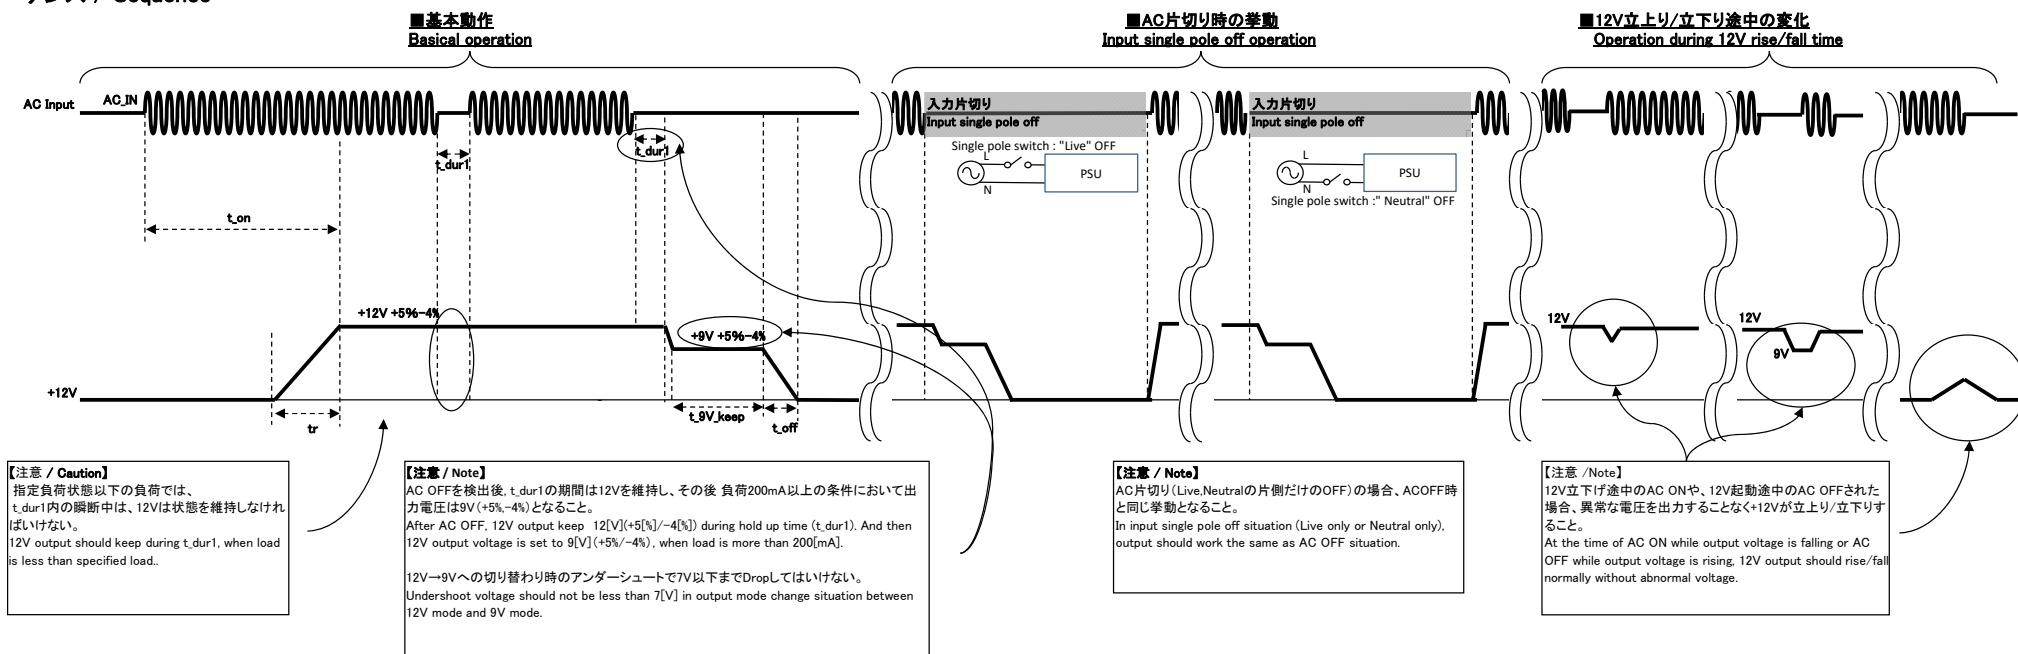 ■基本動作
Basical operation
■AC片切り時の挙動
Input single pole off operation
■12V立上り/立下り途中の変化
Operation during 12V rise/fall time
AC Input
AC_IN
t_dur1
t_dur1
t_on
入力片切り
Input single pole off
Single pole switch : "Live" OFF
L
N
PSU
入力片切り
Input single pole off
L
N
PSU
Single pole switch :" Neutral" OFF
+12V +5%-4%
+9V +5%-4%
+12V
tr
t_9V_keep
t_off
12V
12V
9V
【注意 / Caution】
指定負荷状態以下の負荷では、
t_dur1内の瞬断中は、12Vは状態を維持しなけれ
ばいけない。
12V output should keep during t_dur1, when load
is less than specified load..
【注意 / Note】
AC OFFを検出後, t_dur1の期間は12Vを維持し、その後 負荷200mA以上の条件において出
力電圧は9V(+5%,-4%)となること。
After AC OFF, 12V output keep 12[V](+5[%]/-4[%]) during hold up time (t_dur1). And then
12V output voltage is set to 9[V](+5%/-4%), when load is more than 200[mA].
12V→9Vへの切り替わり時のアンダーシュートで7V以下までDropしてはいけない。
Undershoot voltage should not be less than 7[V] in output mode change situation between
12V mode and 9V mode.
【注意 / Note】
AC片切り(Live,Neutralの片側だけのOFF)の場合、ACOFF時
と同じ挙動となること。
In input single pole off situation (Live only or Neutral only),
output should work the same as AC OFF situation.
【注意 /Note】
12V立下げ途中のAC ONや、12V起動途中のAC OFFされた
場合、異常な電圧を出力することなく+12Vが立上り/立下りす
ること。
At the time of AC ON while output voltage is falling or AC
OFF while output voltage is rising, 12V output should rise/fall
normally without abnormal voltage.